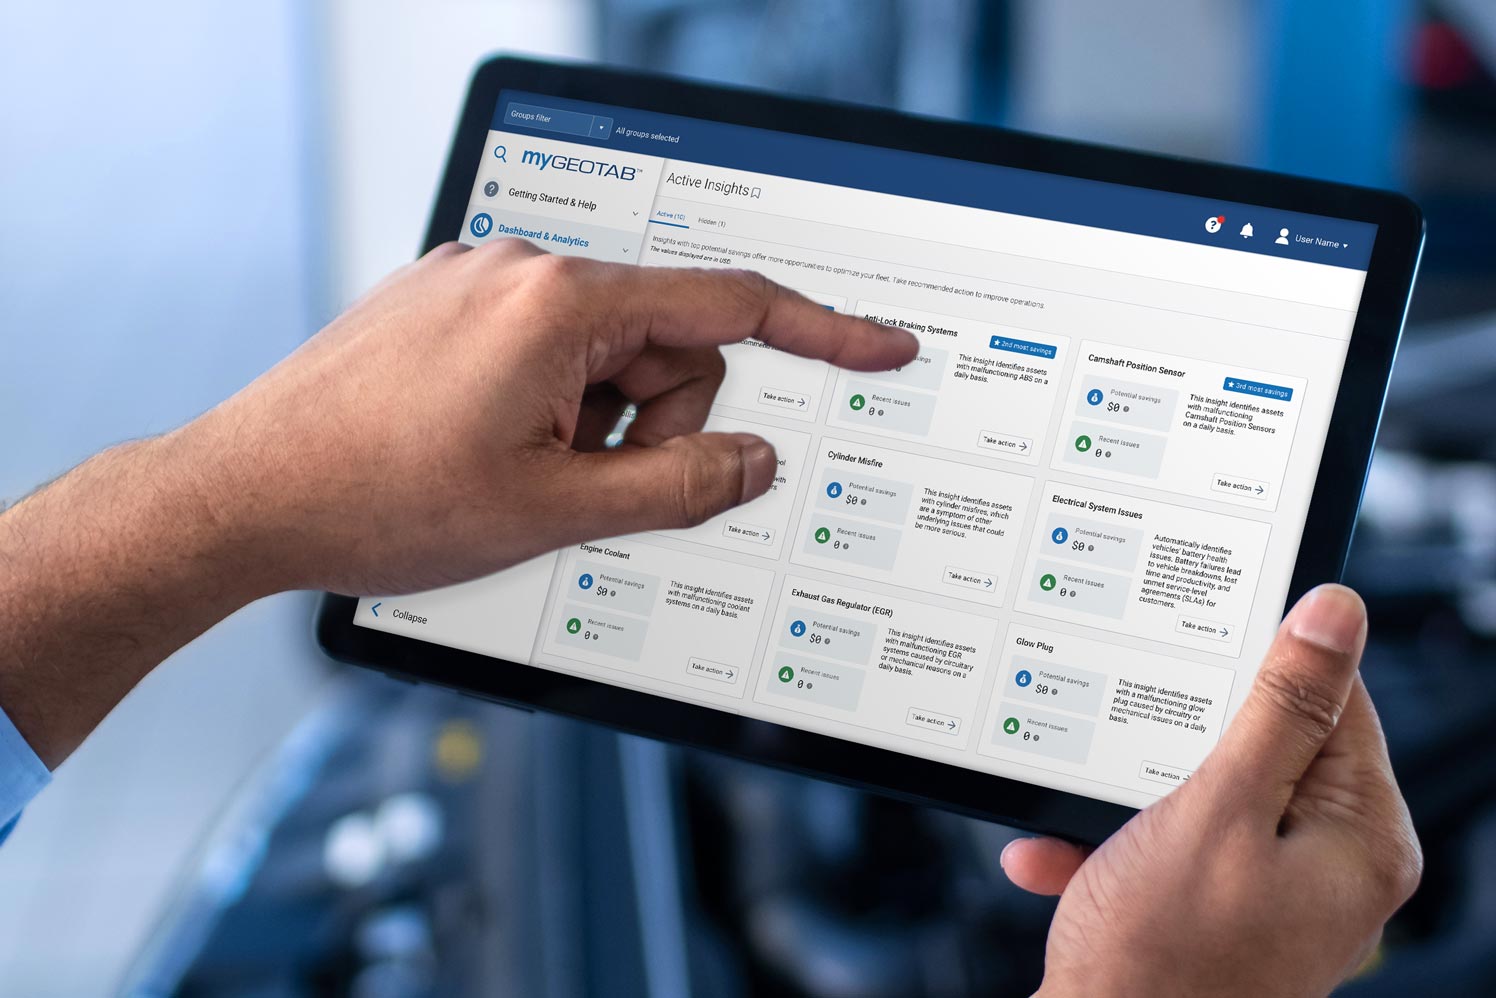 Groups filter
All groups selected
User Name
myGEOTAB™
Getting Started & Help
Dashboard & Analytics
Collapse
Active Insights
Active (10)
Hidden (1)
Insights with top potential savings offer more opportunities to optimize your fleet. Take recommended action to improve operations.
The values displayed are in USD.
Take action
Anti-Lock Braking Systems
2nd most savings
This insight identifies assets
with malfunctioning ABS on a
daily basis.
Recent issues
0
Take action
Camshaft Position Sensor
3rd most savings
Potential savings
$0
This insight identifies assets
with malfunctioning
Camshaft Position Sensors
on a daily basis.
Recent issues
0
Take action
Take action
Cylinder Misfire
Potential savings
$0
This insight identifies assets
with cylinder misfires, which
are a symptom of other
underlying issues that could
be more serious.
Recent issues
0
Take action
Electrical System Issues
Potential savings
$0
Automatically identifies
vehicles' battery health
issues. Battery failures lead
to vehicle breakdowns, lost
time and productivity, and
unmet service-level
agreements (SLAs) for
customers.
Recent issues
0
Take action
Engine Coolant
Potential savings
$0
This insight identifies assets
with malfunctioning coolant
systems on a daily basis.
Recent issues
0
Take action
Exhaust Gas Regulator (EGR)
Potential savings
$0
This insight identifies assets
with malfunctioning EGR
systems caused by circuitary
or mechanical reasons on a
daily basis.
Recent issues
0
Take action
Glow Plug
Potential savings
$0
This insight identifies assets
with a malfunctioning glow
plug caused by circuitry or
mechanical issues on a daily
basis.
Recent issues
0
Take action